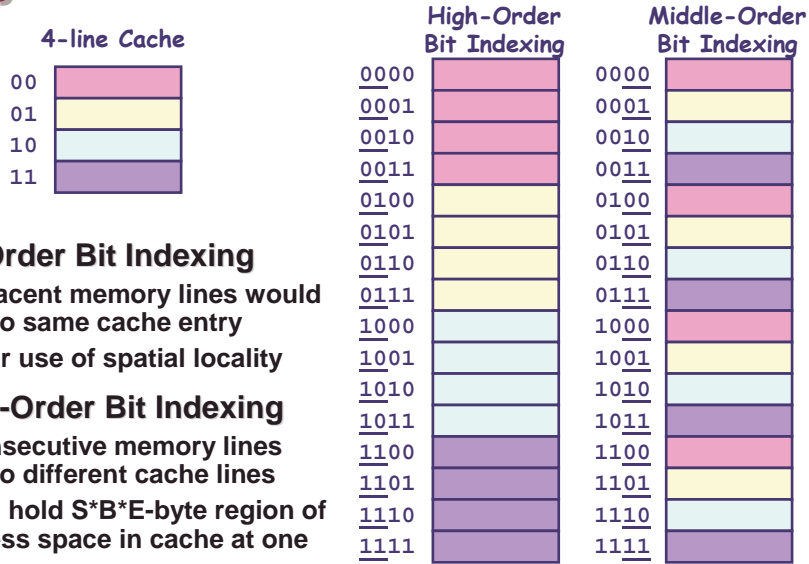 4-line Cache
00
01
10
11
Order Bit Indexing
acent memory lines would
o same cache entry
r use of spatial locality
-Order Bit Indexing
nsecutive memory lines
o different cache lines
hold S*B*E-byte region of
ess space in cache at one
High-Order
Bit Indexing
0000
0001
0010
0011
0100
0101
0110
0111
1000
1001
1010
1011
1100
1101
1110
1111
Middle-Order
Bit Indexing
0000
0001
0010
0011
0100
0101
0110
0111
1000
1001
1010
1011
1100
1101
1110
1111